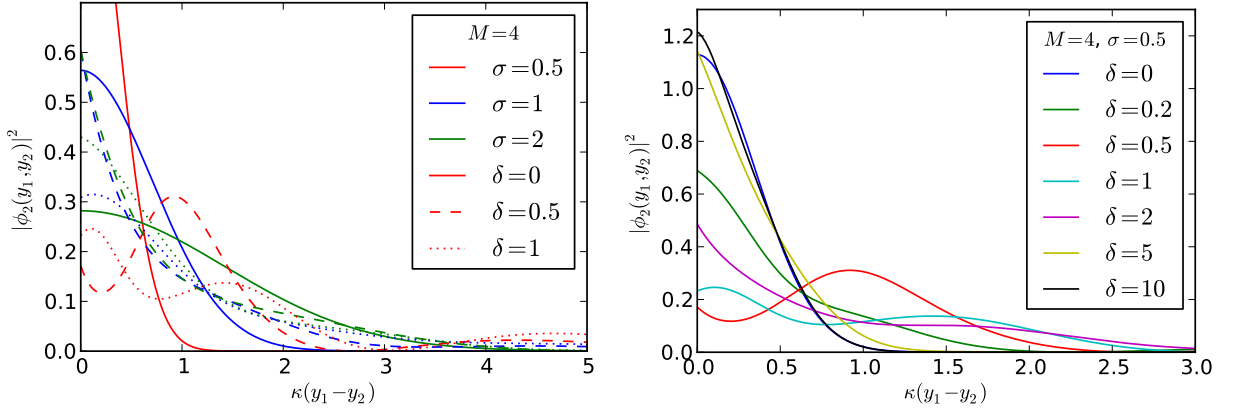 |ϕ₂(y₁,y₂)|²
0.6
0.5
0.4
0.3
0.2
0.1
0.0
0
1
2
3
4
5
κ(y₁−y₂)
M=4
σ=0.5
σ=1
σ=2
δ=0
δ=0.5
δ=1
|ϕ₂(y₁,y₂)|²
1.2
1.0
0.8
0.6
0.4
0.2
0.0
0.0
0.5
1.0
1.5
2.0
2.5
3.0
κ(y₁−y₂)
M=4, σ=0.5
δ=0
δ=0.2
δ=0.5
δ=1
δ=2
δ=5
δ=10